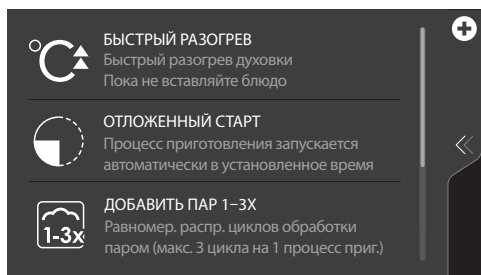 БЫСТРЫЙ РАЗОГРЕВ
Быстрый разогрев духовки
Пока не вставляйте блюдо
ОТЛОЖЕННЫЙ СТАРТ
Процесс приготовления запускается
автоматически в установленное время
ДОБАВИТЬ ПАР 1–3X
1-3x
Равномер. распр. циклов обработки
паром (макс. 3 цикла на 1 процесс приг.)